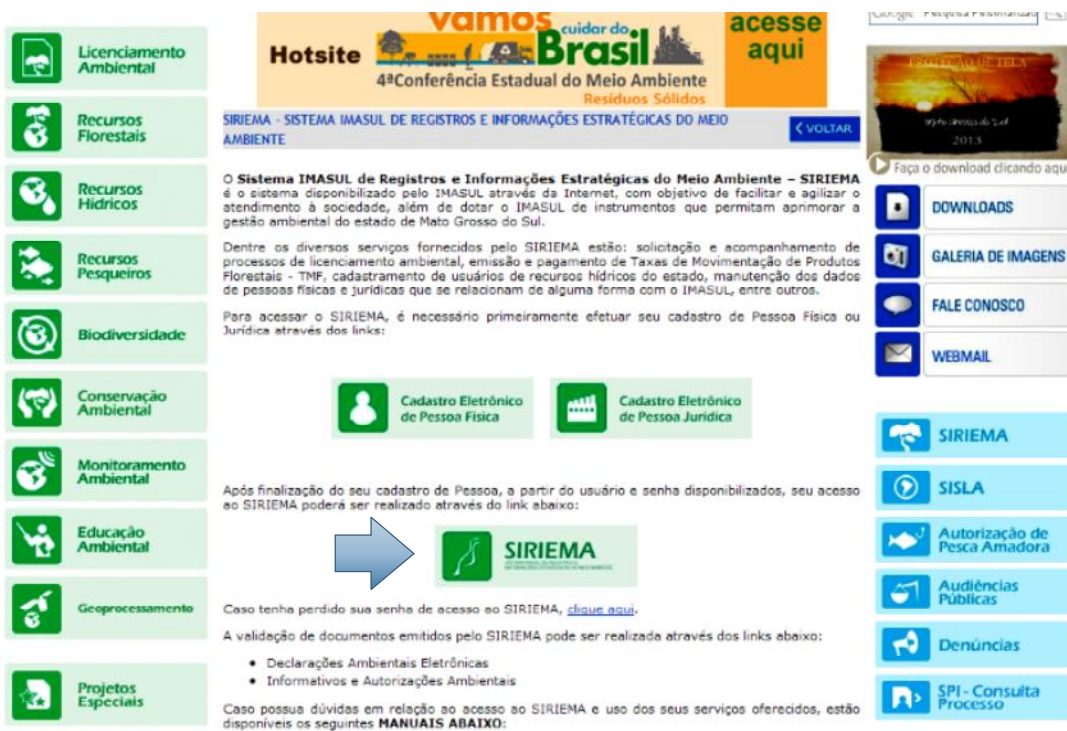 Licenciamento
Ambiental
Recursos
Florestais
Recursos
Hídricos
Recursos
Pesqueiros
Biodiversidade
Conservação
Ambiental
Monitoramento
Ambiental
Educação
Ambiental
Geoprocessamento
Projetos
Especiais
Hotsite
vamos
cuidar do
Brasil
4ªConferência Estadual do Meio Ambiente
Resíduos Sólidos
acesse
aqui
SIRIEMA - SISTEMA IMASUL DE REGISTROS E INFORMAÇÕES ESTRATÉGICAS DO MEIO
AMBIENTE
VOLTAR
O Sistema IMASUL de Registros e Informações Estratégicas do Meio Ambiente – SIRIEMA
é o sistema disponibilizado pelo IMASUL através da Internet, com objetivo de facilitar e agilizar o
atendimento à sociedade, além de dotar o IMASUL de instrumentos que permitam aprimorar a
gestão ambiental do estado de Mato Grosso do Sul.
Dentre os diversos serviços fornecidos pelo SIRIEMA estão: solicitação e acompanhamento de
processos de licenciamento ambiental, emissão e pagamento de Taxas de Movimentação de Produtos
Florestais - TMF, cadastramento de usuários de recursos hídricos do estado, manutenção dos dados
de pessoas físicas e jurídicas que se relacionam de alguma forma com o IMASUL, entre outros.
Para acessar o SIRIEMA, é necessário primeiramente efetuar seu cadastro de Pessoa Física ou
Jurídica através dos links:
Cadastro Eletrônico
de Pessoa Física
Cadastro Eletrônico
de Pessoa Jurídica
Após finalização do seu cadastro de Pessoa, a partir do usuário e senha disponibilizados, seu acesso
ao SIRIEMA poderá ser realizado através do link abaixo:
SIRIEMA
Caso tenha perdido sua senha de acesso ao SIRIEMA, clique aqui.
A validação de documentos emitidos pelo SIRIEMA pode ser realizada através dos links abaixo:
• Declarações Ambientais Eletrônicas
• Informativos e Autorizações Ambientais
Caso possua dúvidas em relação ao acesso ao SIRIEMA e uso dos seus serviços oferecidos, estão
disponíveis os seguintes MANUAIS ABAIXO:
Google Pesquisa Personalizad
PROTEÇÃO DE TELA
2013
Faça o download clicando aqu
DOWNLOADS
GALERIA DE IMAGENS
FALE CONOSCO
WEBMAIL
SIRIEMA
SISLA
Autorização de
Pesca Amadora
Audiências
Públicas
Denúncias
SPI - Consulta
Processo